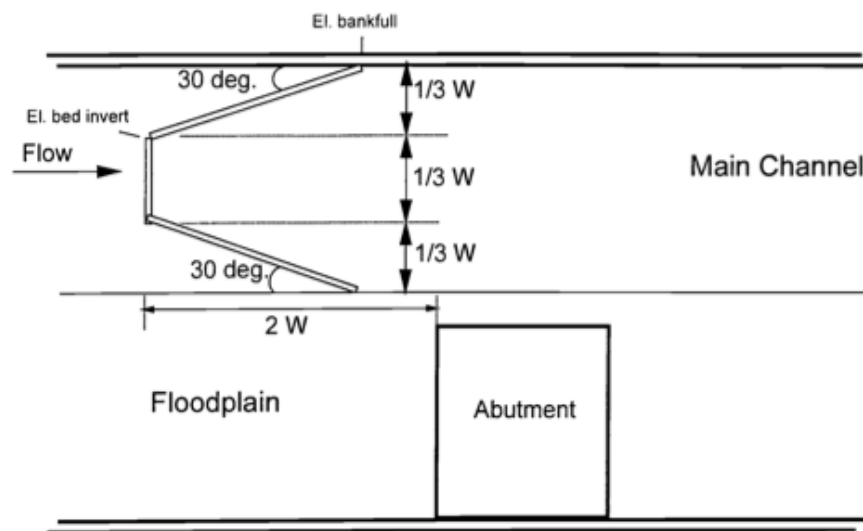 El. bankfull
30 deg.
1/3 W
El. bed invert
Flow
1/3 W
Main Channel
1/3 W
30 deg.
2 W
Floodplain
Abutment